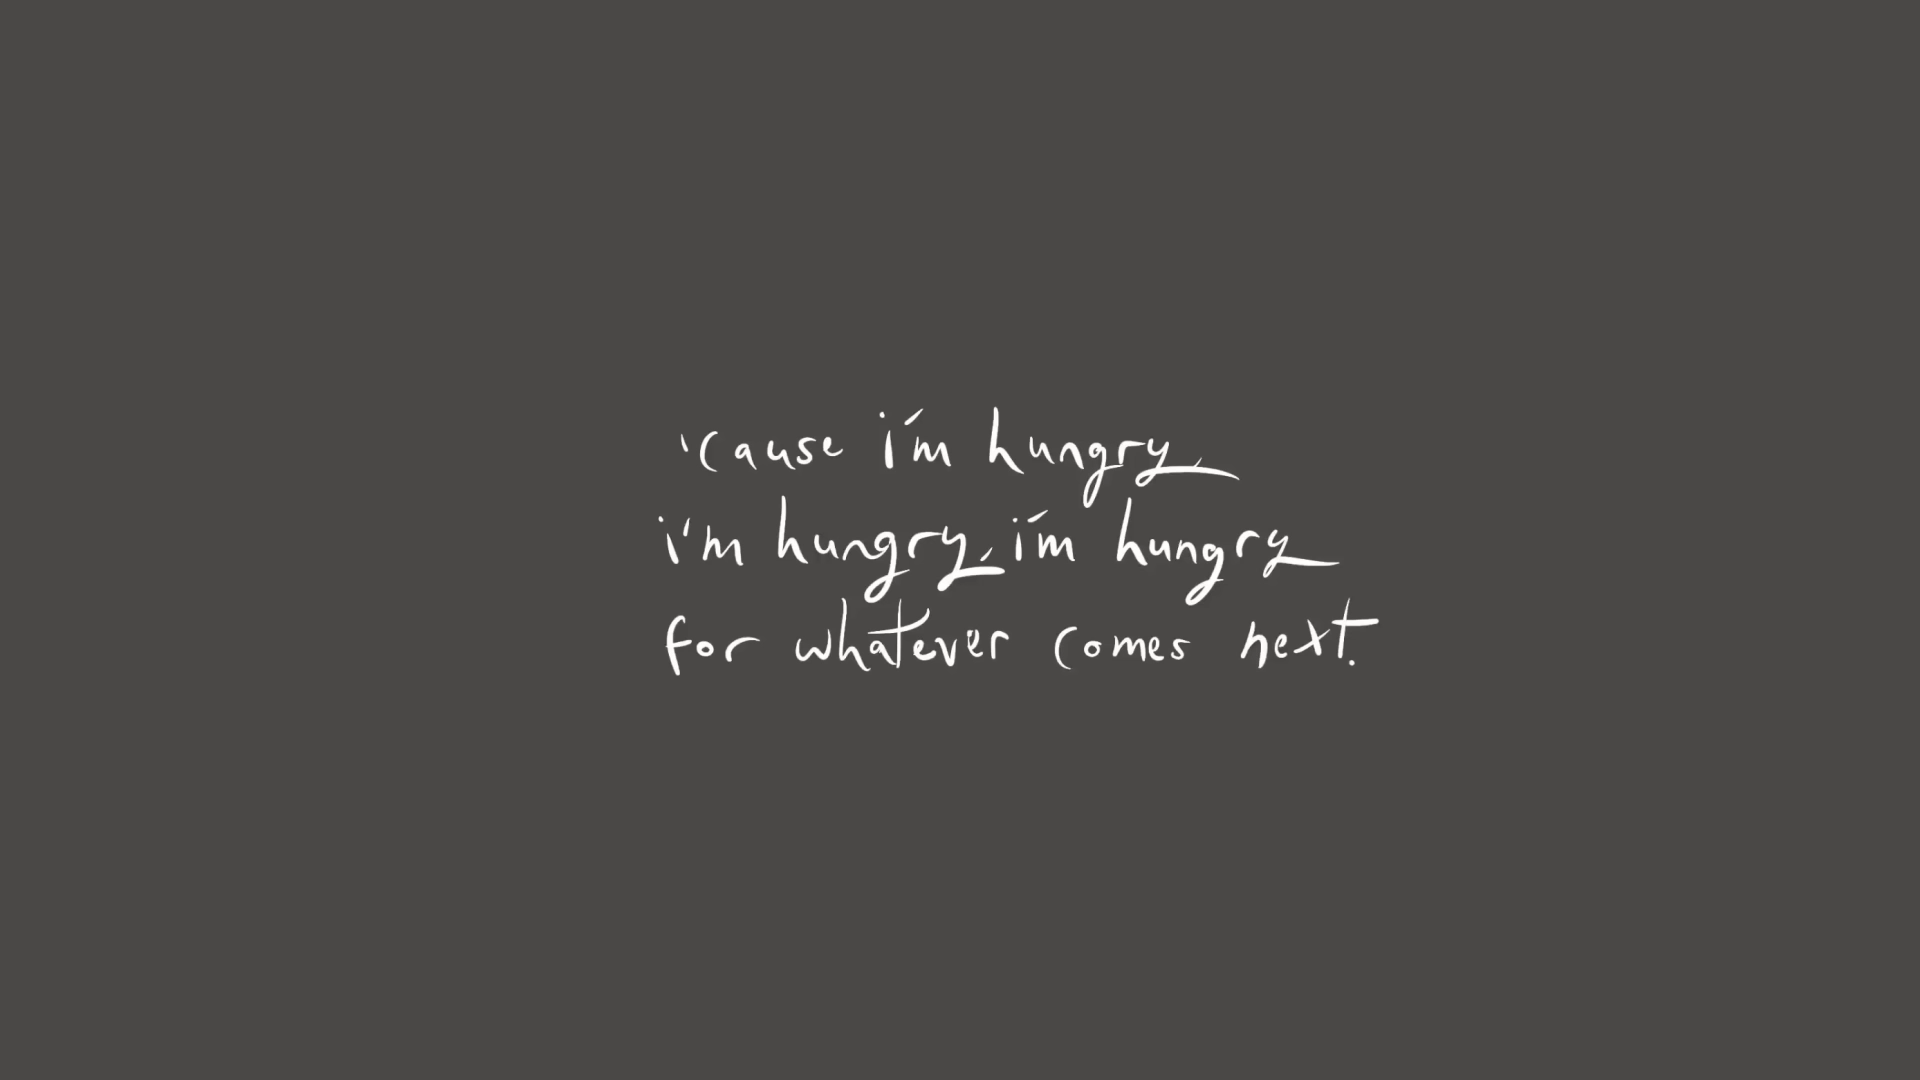 'cause i'm hungry,
i'm hungry, i'm hungry
for whatever comes next.